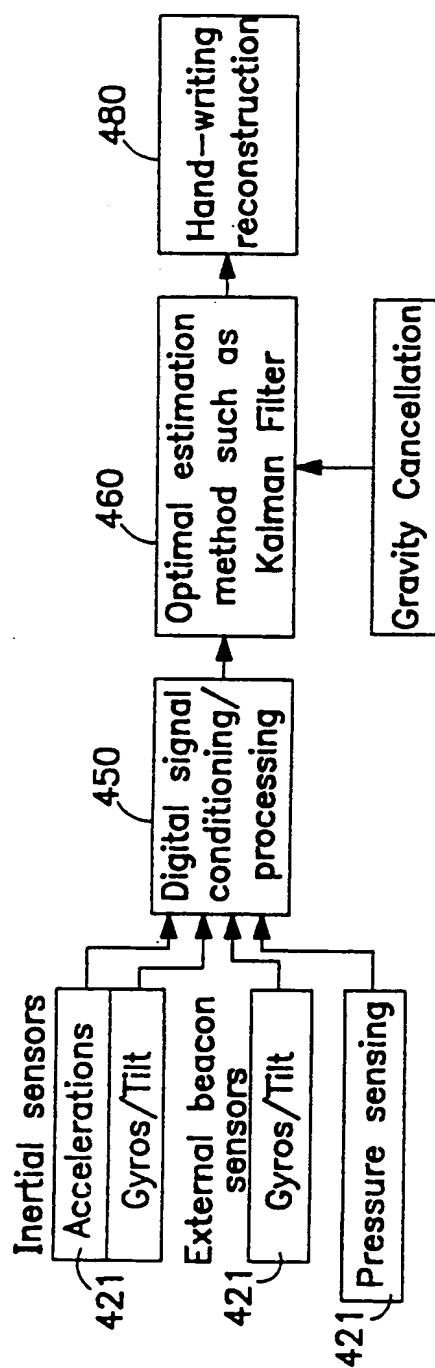 Inertial sensors
Accelerations
Gyros/Tilt
421
External beacon
sensors
Gyros/Tilt
421
Pressure sensing
421
450
Digital signal
conditioning/
processing
460
Optimal estimation
method such as
Kalman Filter
Gravity Cancellation
480
Hand-writing
reconstruction